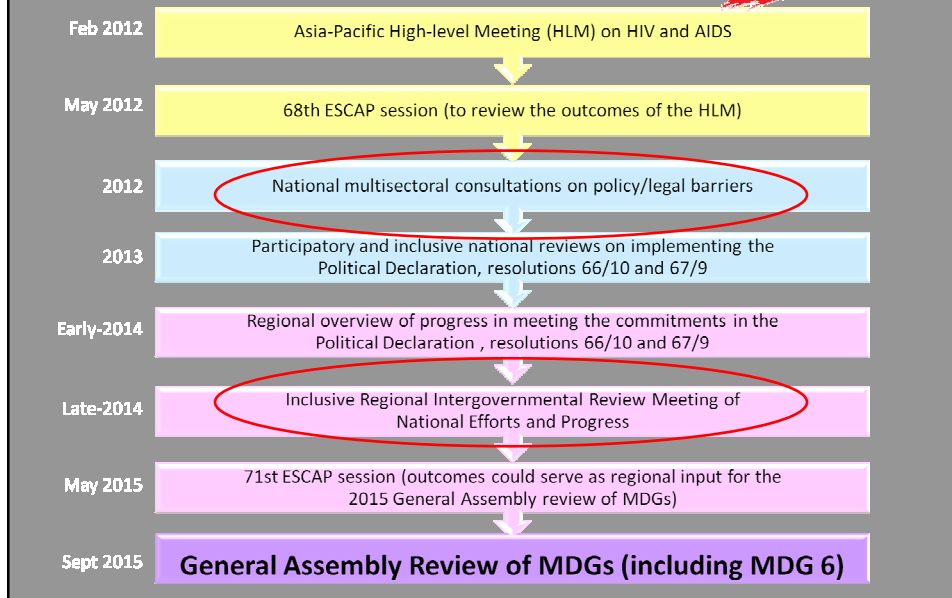 Feb 2012
Asia-Pacific High-level Meeting (HLM) on HIV and AIDS
May 2012
68th ESCAP session (to review the outcomes of the HLM)
2012
National multisectoral consultations on policy/legal barriers
2013
Participatory and inclusive national reviews on implementing the
Political Declaration, resolutions 66/10 and 67/9
Early-2014
Regional overview of progress in meeting the commitments in the
Political Declaration , resolutions 66/10 and 67/9
Late-2014
Inclusive Regional Intergovernmental Review Meeting of
National Efforts and Progress
May 2015
71st ESCAP session (outcomes could serve as regional input for the
2015 General Assembly review of MDGs)
Sept 2015
General Assembly Review of MDGs (including MDG 6)